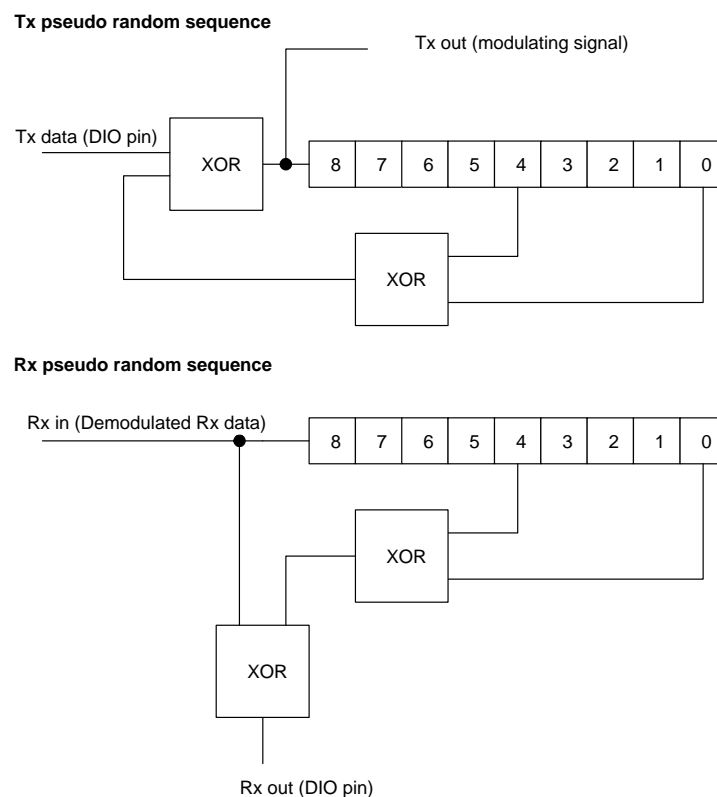 Tx pseudo random sequence
Tx out (modulating signal)
Tx data (DIO pin)
XOR
8 7 6 5 4 3 2 1 0
XOR
Rx pseudo random sequence
Rx in (Demodulated Rx data)
8 7 6 5 4 3 2 1 0
XOR
XOR
Rx out (DIO pin)